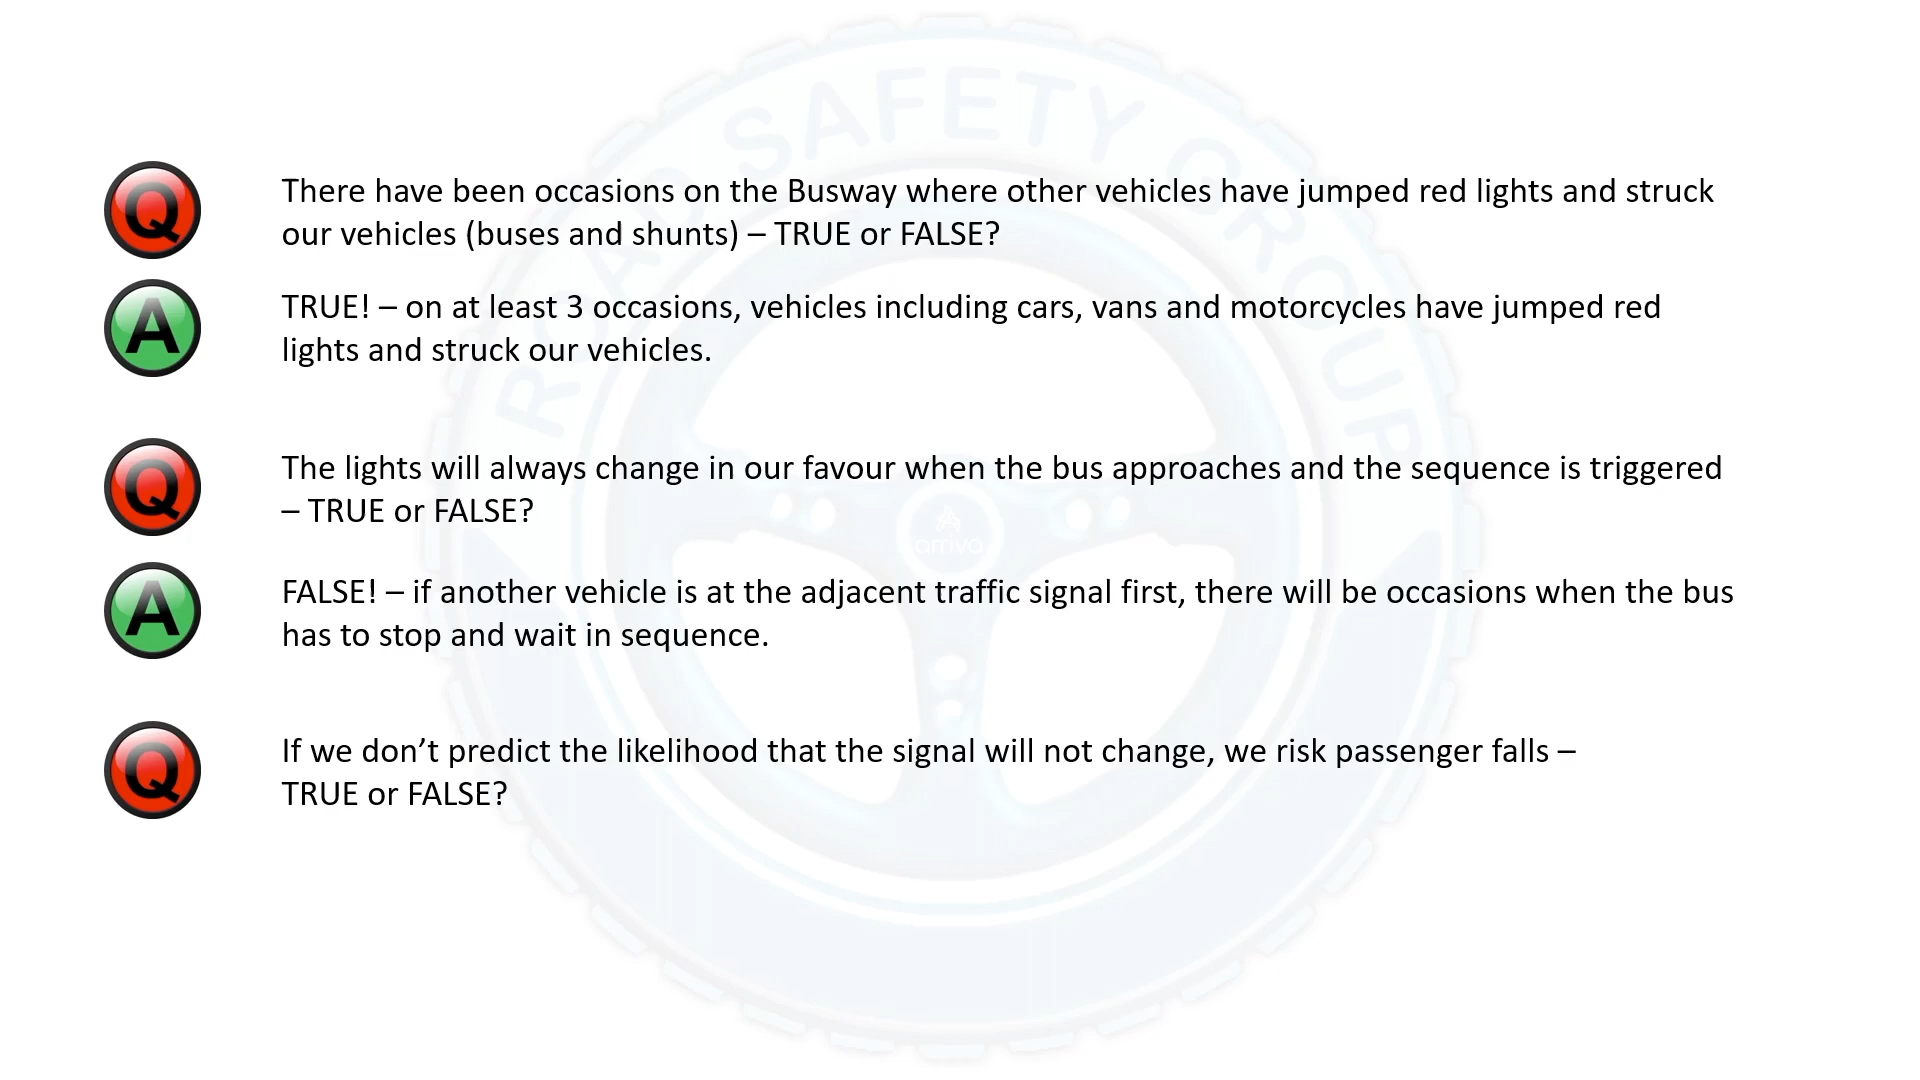 ROAD SAFETY GROUP
Q
There have been occasions on the Busway where other vehicles have jumped red lights and struck
our vehicles (buses and shunts) – TRUE or FALSE?
A
TRUE! – on at least 3 occasions, vehicles including cars, vans and motorcycles have jumped red
lights and struck our vehicles.
Q
The lights will always change in our favour when the bus approaches and the sequence is triggered
– TRUE or FALSE?
arriva
A
FALSE! – if another vehicle is at the adjacent traffic signal first, there will be occasions when the bus
has to stop and wait in sequence.
Q
If we don’t predict the likelihood that the signal will not change, we risk passenger falls –
TRUE or FALSE?